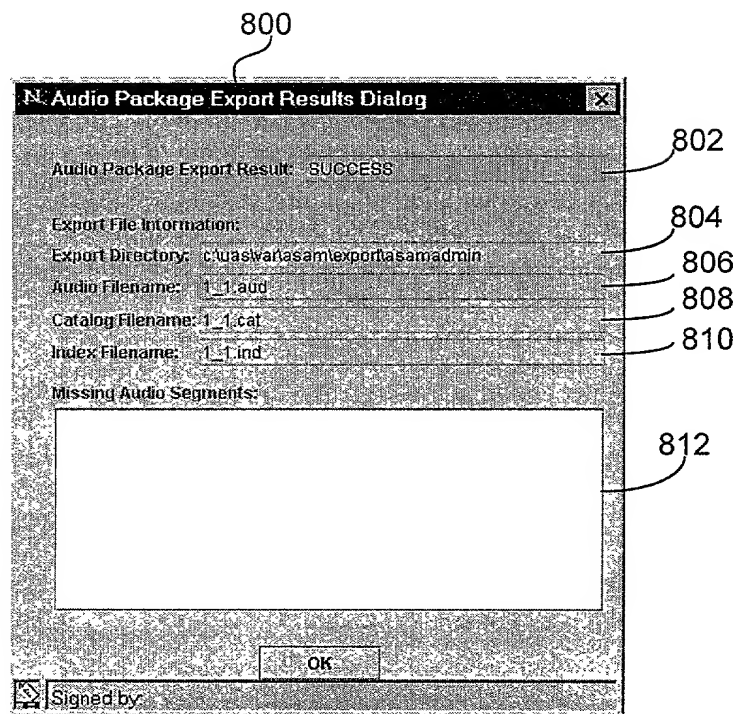 800
N Audio Package Export Results Dialog
Audio Package Export Result: SUCCESS
802
Export File Information:
804
Export Directory: c:\uas\var\asam\export\asamadmin
806
Audio Filename: 1_1.aud
808
Catalog Filename: 1_1.cat
810
Index Filename: 1_1.ind
Missing Audio Segments:
812
OK
Signed by: